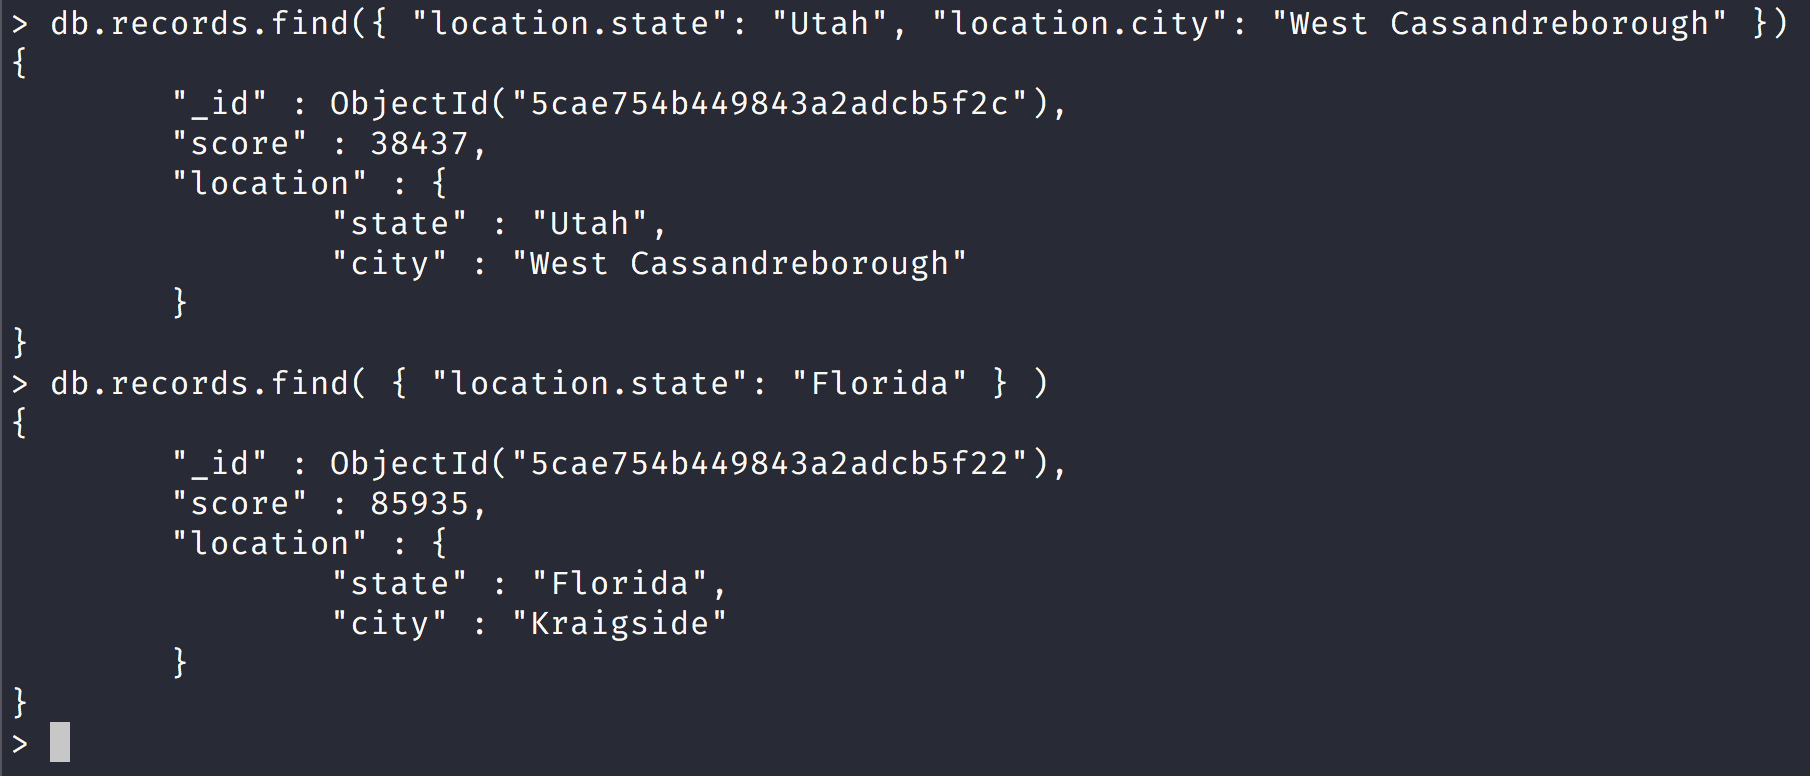 > db.records.find({ "location.state": "Utah", "location.city": "West Cassandreborough" })
{
        "_id" : ObjectId("5cae754b449843a2adcb5f2c"),
        "score" : 38437,
        "location" : {
                "state" : "Utah",
                "city" : "West Cassandreborough"
        }
}
> db.records.find( { "location.state": "Florida" } )
{
        "_id" : ObjectId("5cae754b449843a2adcb5f22"),
        "score" : 85935,
        "location" : {
                "state" : "Florida",
                "city" : "Kraigside"
        }
}
>